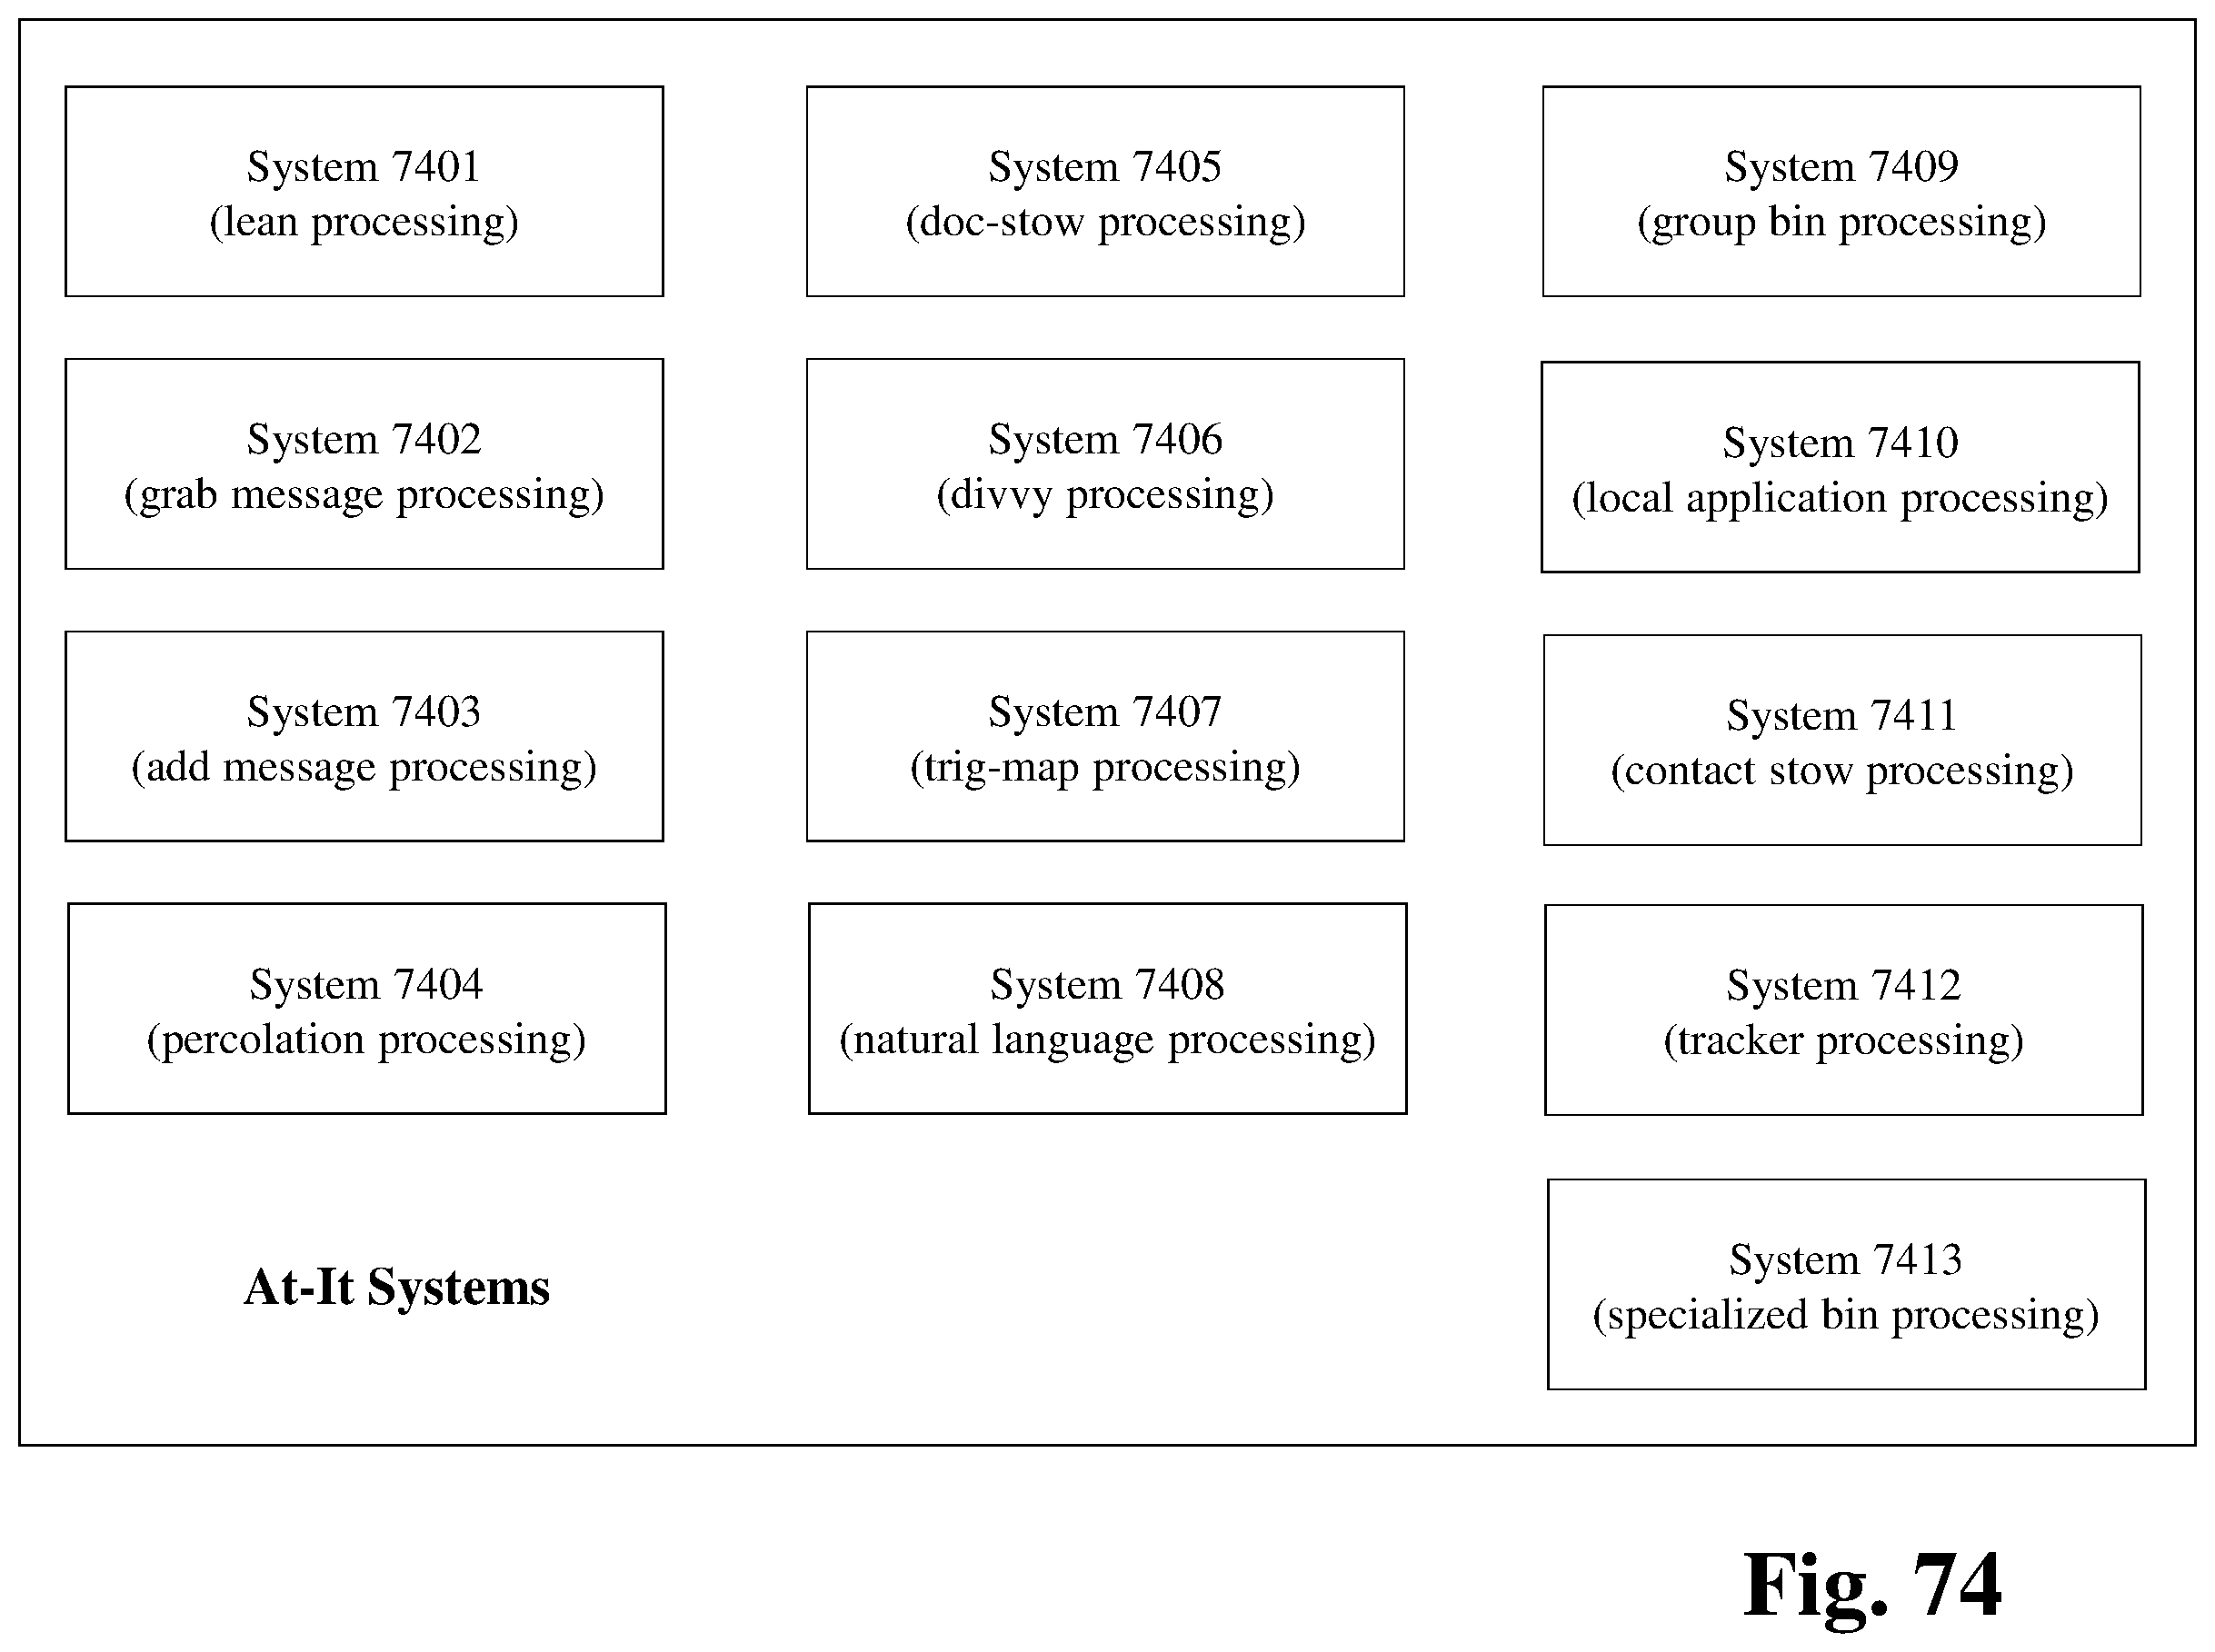 System 7401
(lean processing)
System 7402
(grab message processing)
System 7403
(add message processing)
System 7404
(percolation processing)
System 7405
(doc-stow processing)
System 7406
(divvy processing)
System 7407
(trig-map processing)
System 7408
(natural language processing)
System 7409
(group bin processing)
System 7410
(local application processing)
System 7411
(contact stow processing)
System 7412
(tracker processing)
System 7413
(specialized bin processing)
At-It Systems
Fig. 74